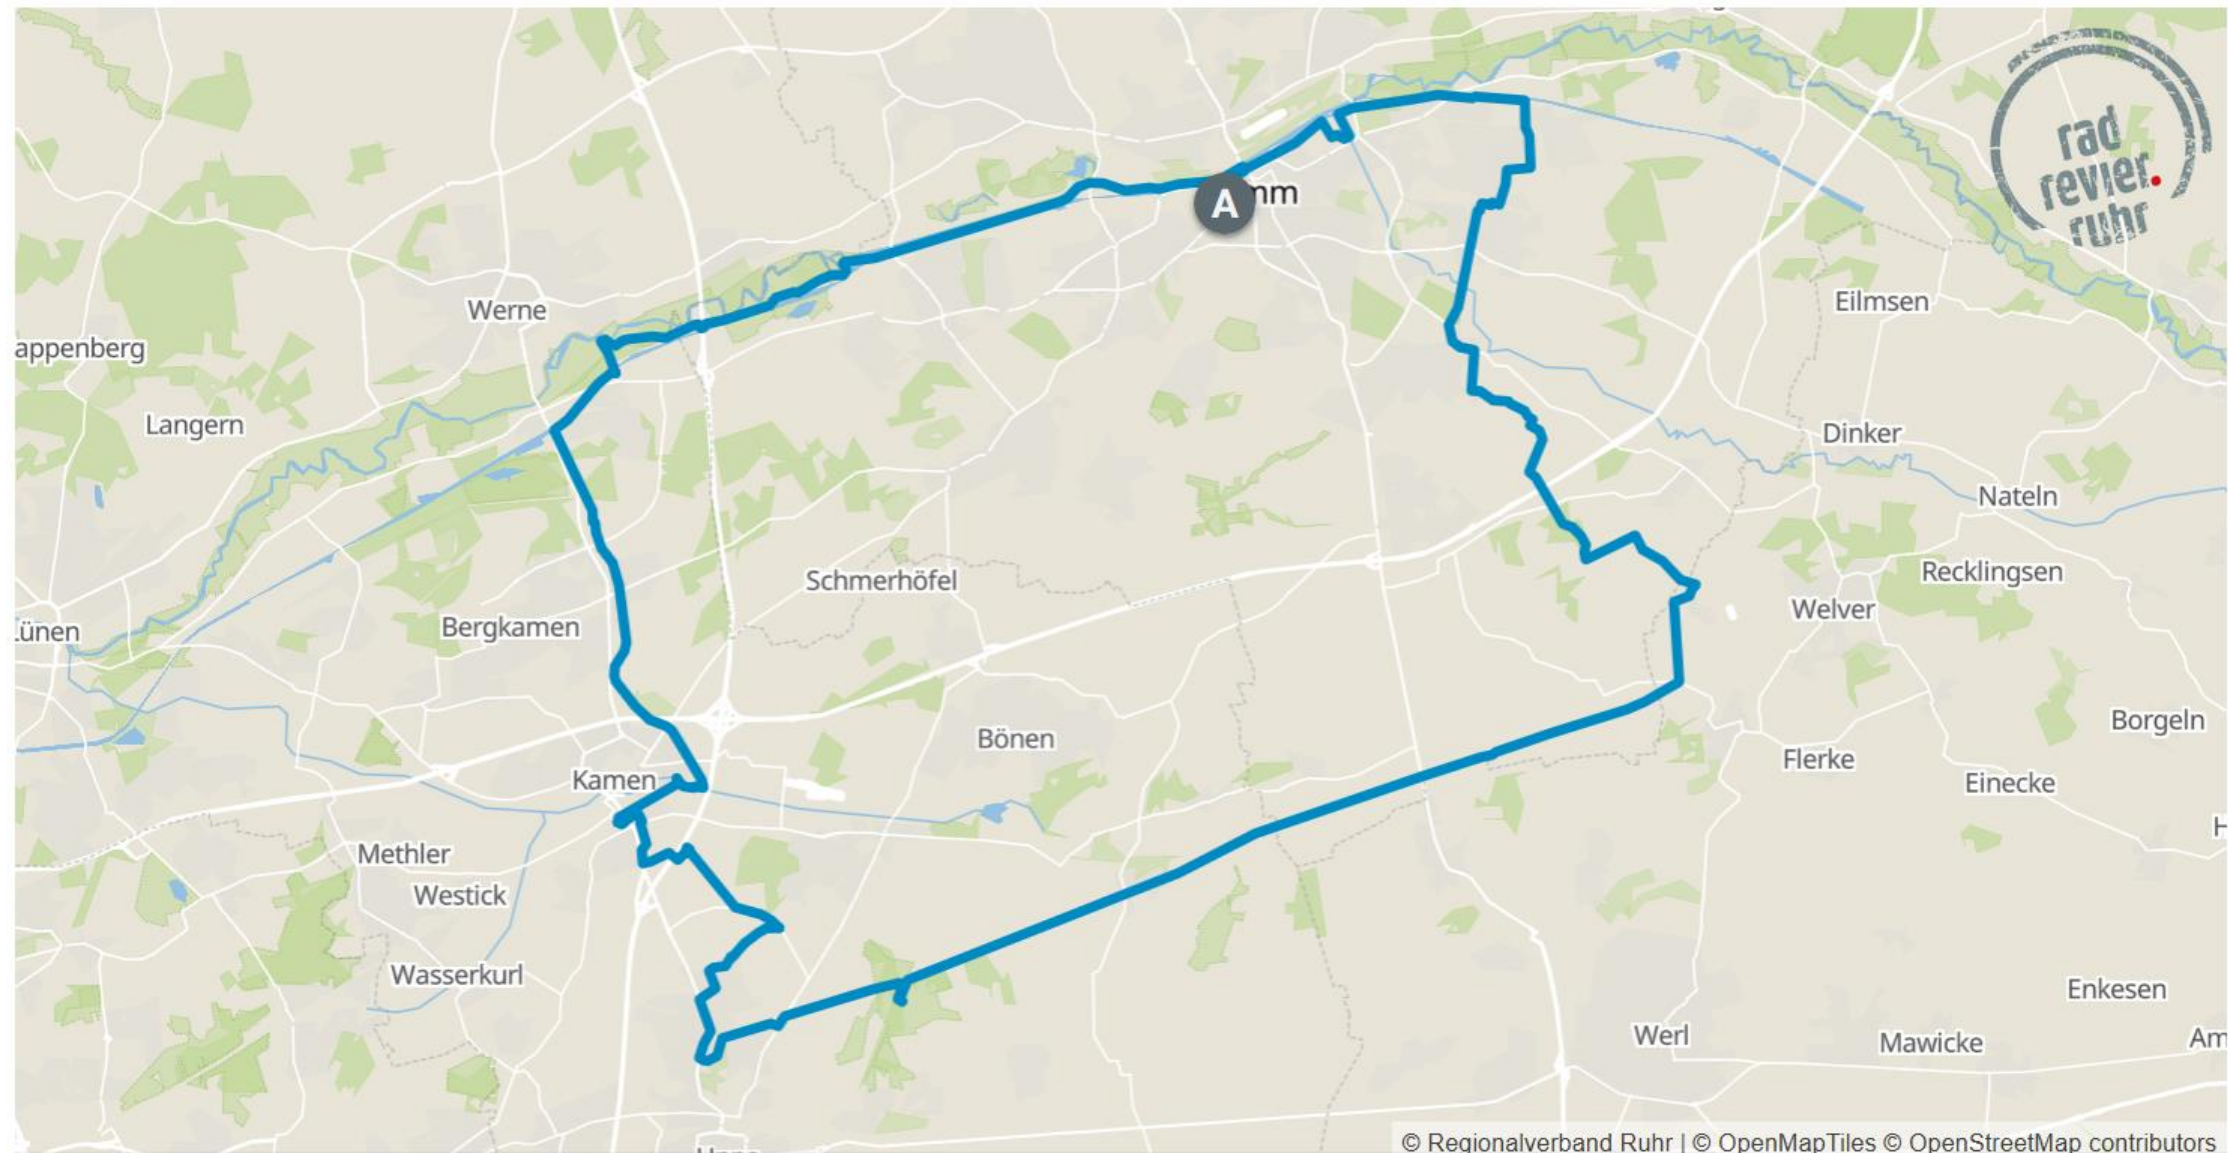 rad
revier.
ruhr
A
mm
Werne
Eilmsen
appenberg
Langern
Dinker
Nateln
Schmerhöfel
Recklingsen
Welver
ünen
Bergkamen
Borgeln
Bönen
Flerke
Kamen
Einecke
H
Methler
Westick
Wasserkurl
Enkesen
Werl
Mawicke
Am
© Regionalverband Ruhr | © OpenMapTiles © OpenStreetMap contributors